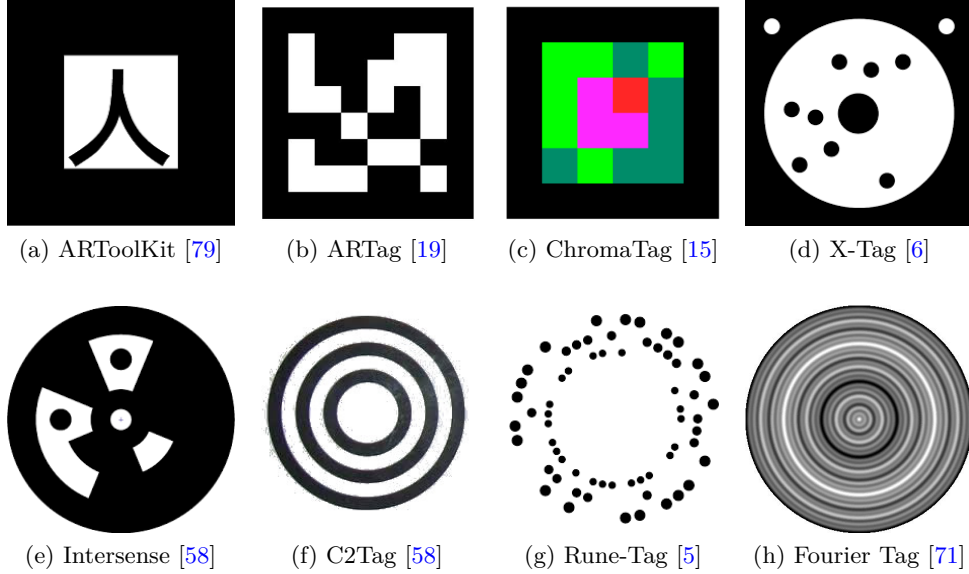 (a) ARToolKit [79]
(b) ARTag [19]
(c) ChromaTag [15]
(d) X-Tag [6]
(e) Intersense [58]
(f) C2Tag [58]
(g) Rune-Tag [5]
(h) Fourier Tag [71]